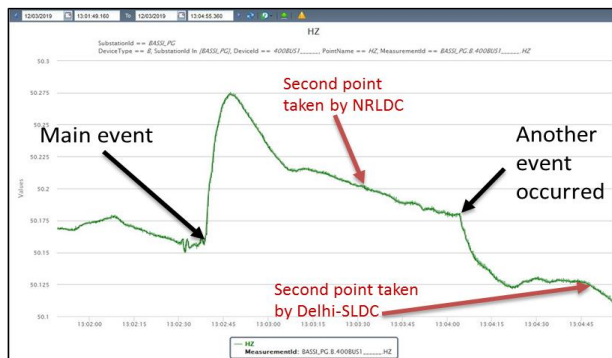 12/03/2019 13:01:49.160 To 12/03/2019 13:04:55.360
HZ
SubstationId == BASSI_PG
DeviceType == B, SubstationId In [BASSI_PG], DeviceId == 400BUS1______, PointName == HZ, MeasurementId == BASSI_PG.B.400BUS1______.HZ
50.3
50.275
50.25
50.225
50.2
50.175
50.15
50.125
50.1
Values
Main event
Second point
taken by NRLDC
Another
event
occurred
Second point taken
by Delhi-SLDC
13:02:00
13:02:15
13:02:30
13:02:45
13:03:00
13:03:15
13:03:30
13:03:45
13:04:00
13:04:15
13:04:30
13:04:45
HZ
MeasurementId: BASSI_PG.B.400BUS1______.HZ